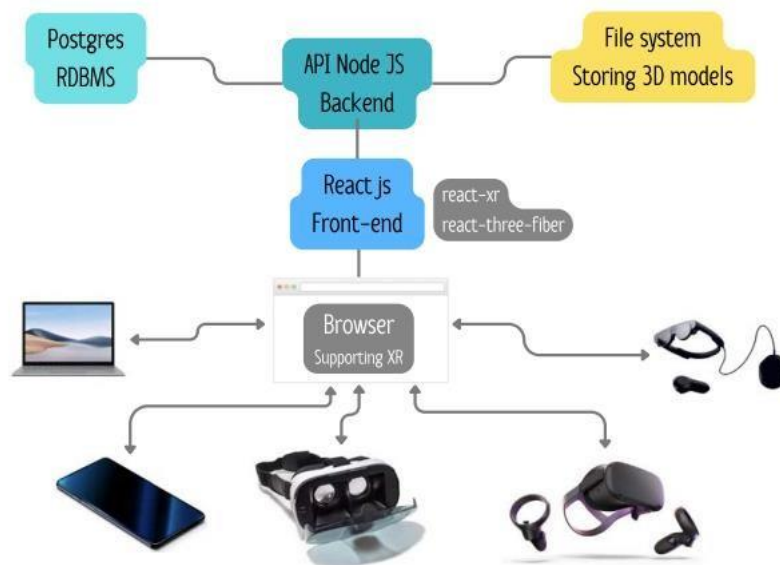 Postgres
RDBMS
API Node JS
Backend
File system
Storing 3D models
React js
Front-end
react-xr
react-three-fiber
Browser
Supporting XR